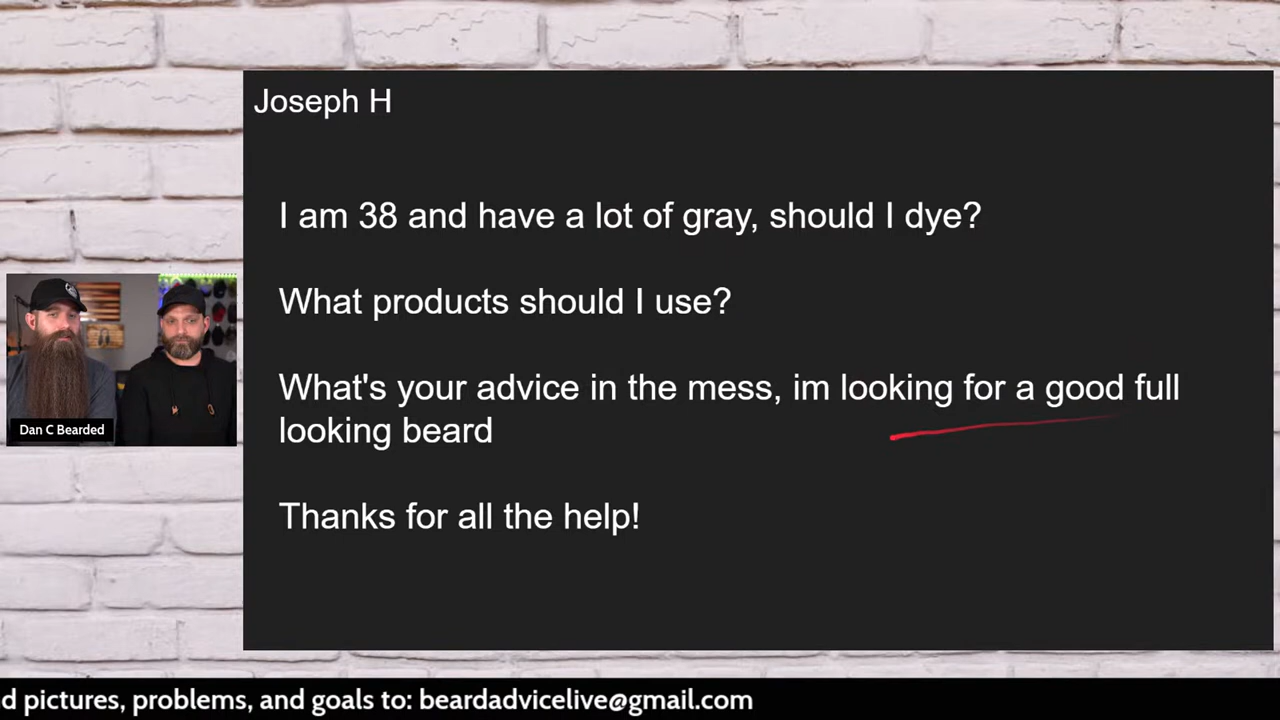 Joseph H
I am 38 and have a lot of gray, should I dye?
What products should I use?
What's your advice in the mess, im looking for a good full
looking beard
Thanks for all the help!
Dan C Bearded
d pictures, problems, and goals to: beardadvicelive@gmail.com